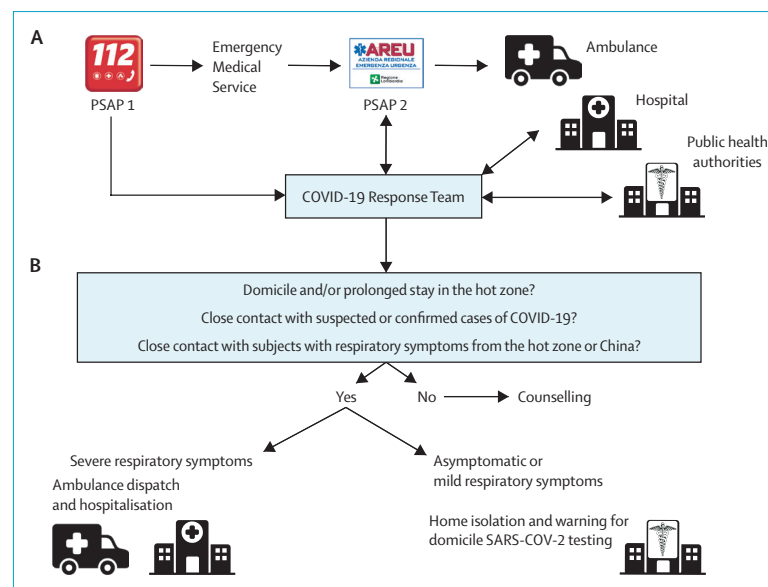 A
112
Emergency
Medical
Service
AREU
AZIENDA REGIONALE
EMERGENZA URGENZA
Regione
Lombardia
Ambulance
PSAP 1
PSAP 2
Hospital
Public health
authorities
COVID-19 Response Team
B
Domicile and/or prolonged stay in the hot zone?
Close contact with suspected or confirmed cases of COVID-19?
Close contact with subjects with respiratory symptoms from the hot zone or China?
Yes
No
Counselling
Severe respiratory symptoms
Ambulance dispatch
and hospitalisation
Asymptomatic or
mild respiratory symptoms
Home isolation and warning for
domicile SARS-COV-2 testing